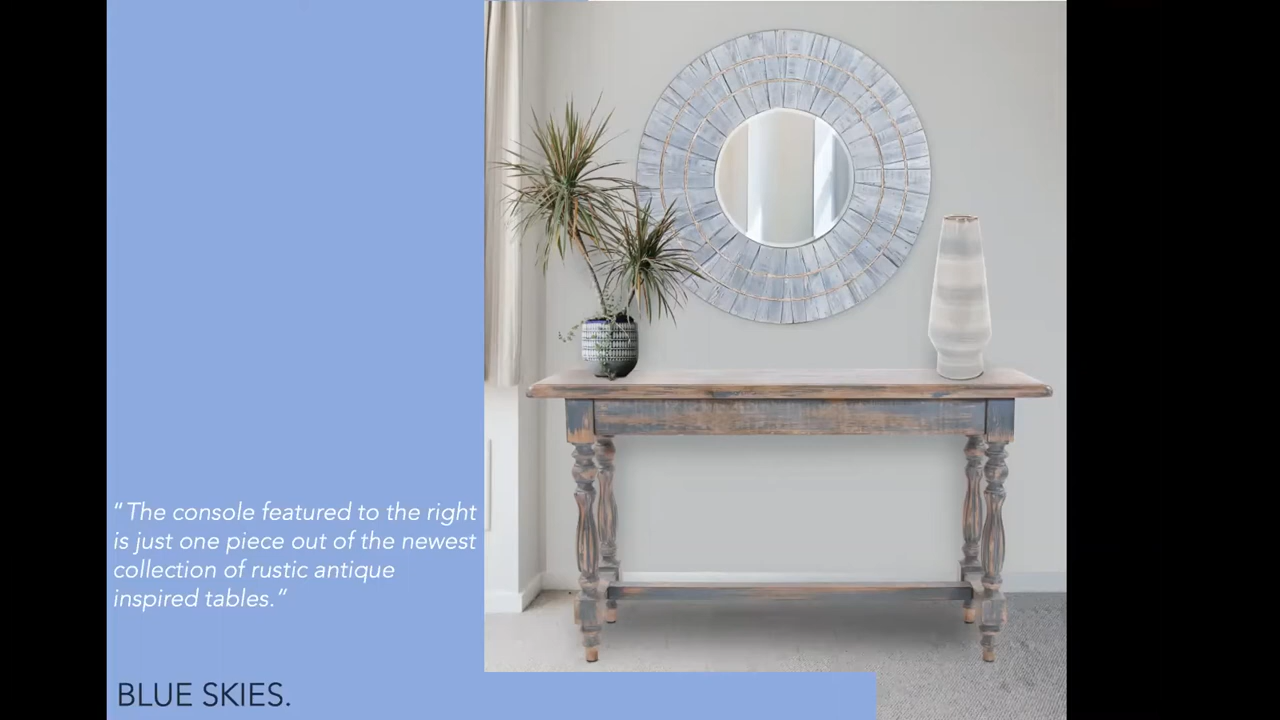 “The console featured to the right
is just one piece out of the newest
collection of rustic antique
inspired tables.”
BLUE SKIES.